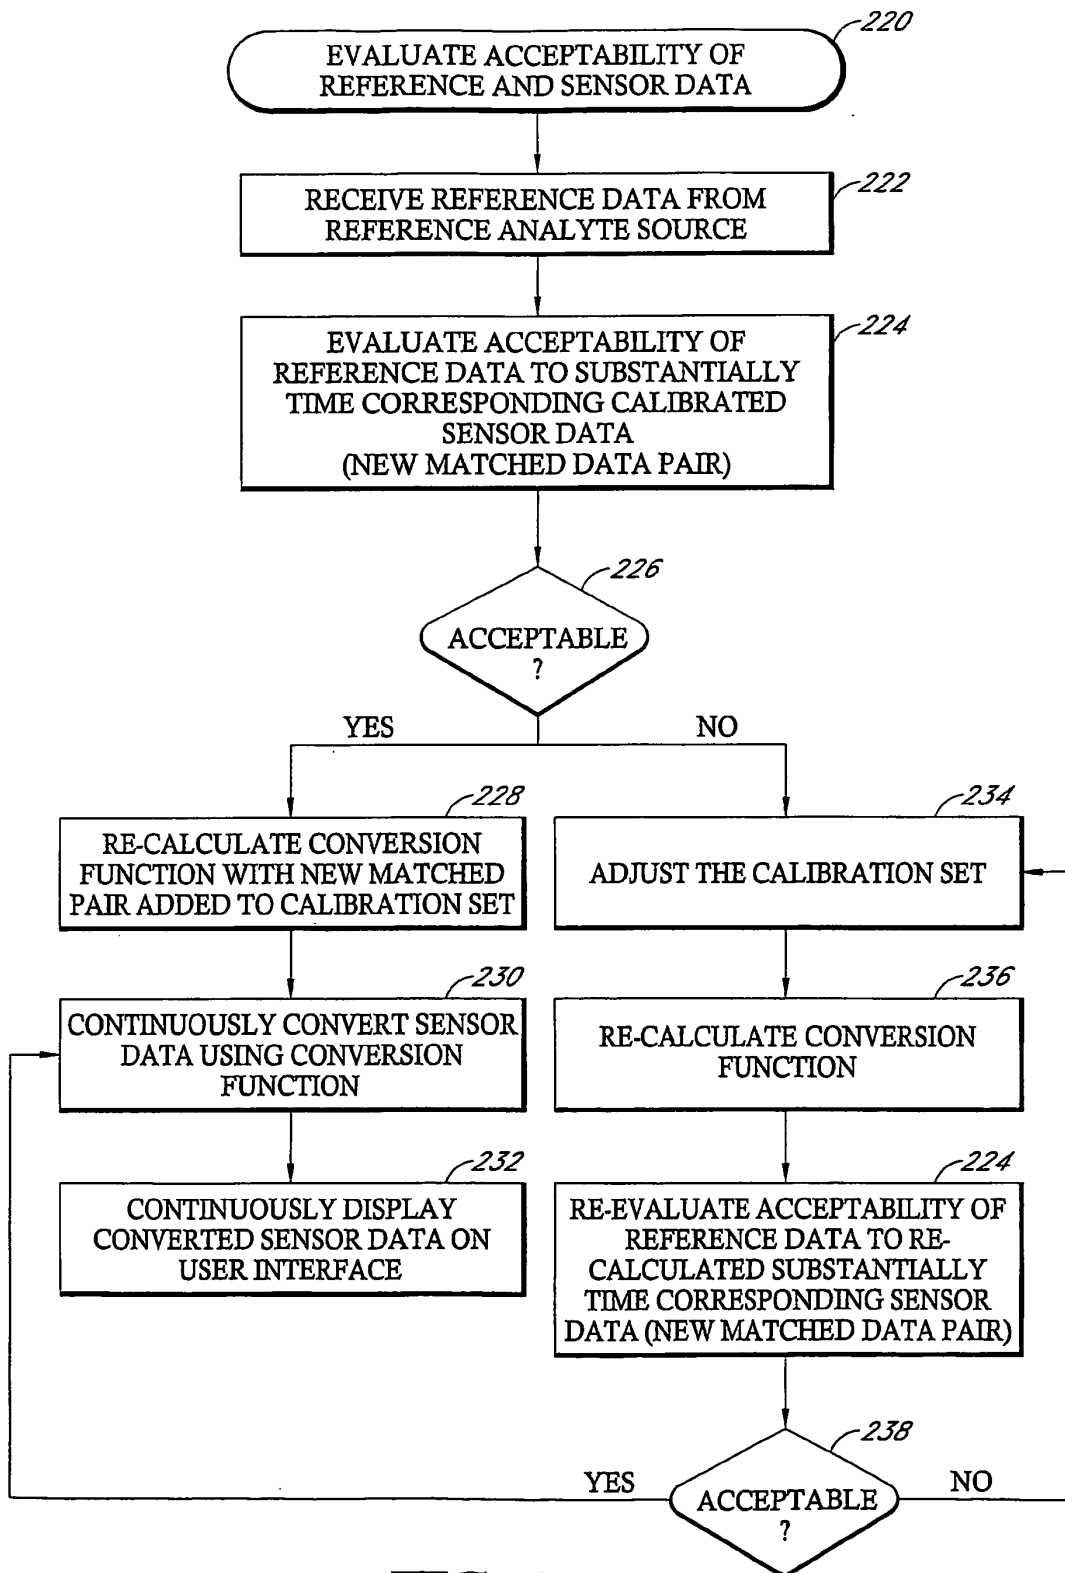 220
EVALUATE ACCEPTABILITY OF
REFERENCE AND SENSOR DATA
222
RECEIVE REFERENCE DATA FROM
REFERENCE ANALYTE SOURCE
224
EVALUATE ACCEPTABILITY OF
REFERENCE DATA TO SUBSTANTIALLY
TIME CORRESPONDING CALIBRATED
SENSOR DATA
(NEW MATCHED DATA PAIR)
226
ACCEPTABLE
?
YES
NO
228
RE-CALCULATE CONVERSION
FUNCTION WITH NEW MATCHED
PAIR ADDED TO CALIBRATION SET
234
ADJUST THE CALIBRATION SET
230
CONTINUOUSLY CONVERT SENSOR
DATA USING CONVERSION
FUNCTION
236
RE-CALCULATE CONVERSION
FUNCTION
232
CONTINUOUSLY DISPLAY
CONVERTED SENSOR DATA ON
USER INTERFACE
224
RE-EVALUATE ACCEPTABILITY OF
REFERENCE DATA TO RE-
CALCULATED SUBSTANTIALLY
TIME CORRESPONDING SENSOR
DATA (NEW MATCHED DATA PAIR)
238
YES
ACCEPTABLE
?
NO